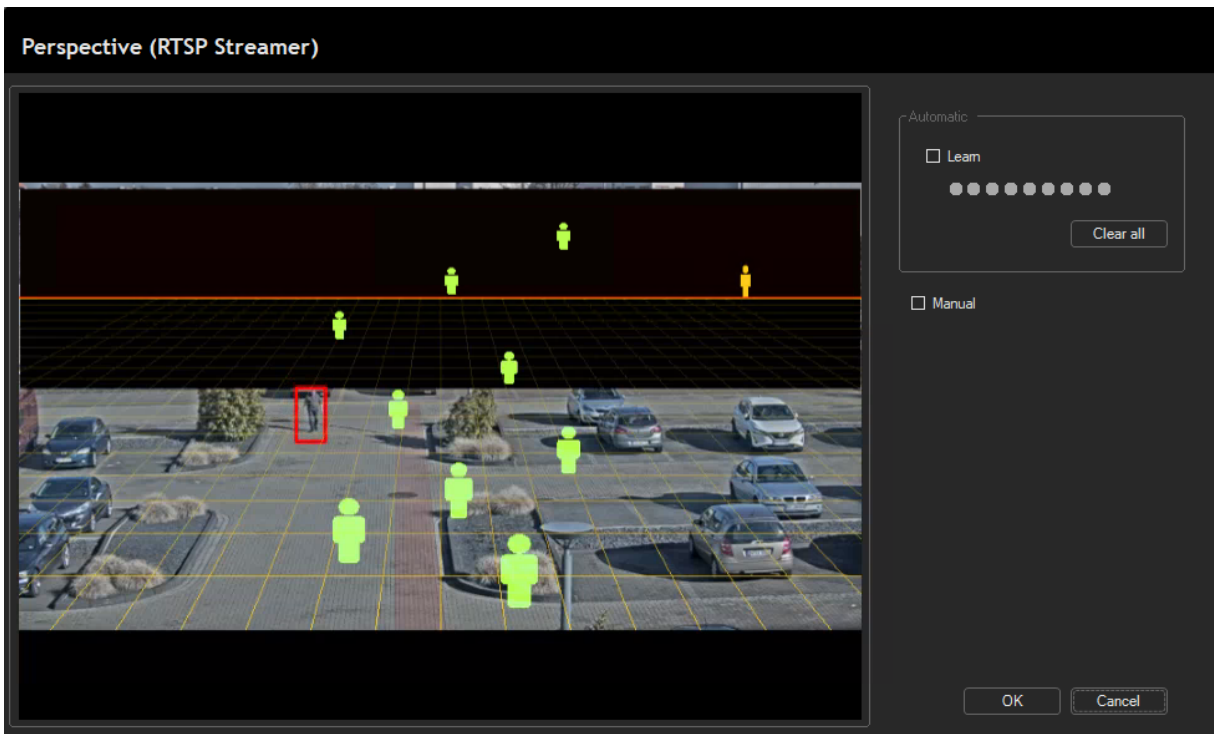 Perspective (RTSP Streamer)
Automatic
Learn
Clear all
Manual
OK
Cancel